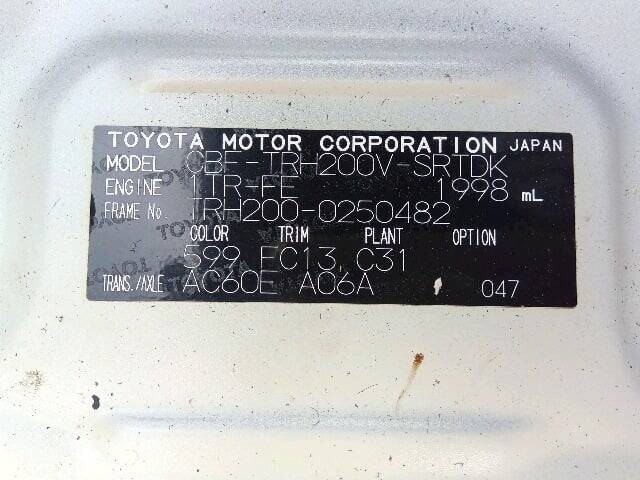 TOYOTA MOTOR CORPORATION JAPAN
MODEL CBF-TRH200V-SRTDK
ENGINE 1TR-FE 1998 mL
FRAME No. TRH200-0250482
COLOR TRIM PLANT OPTION
599 FC13 C31
TRANS./AXLE AC60E A06A 047